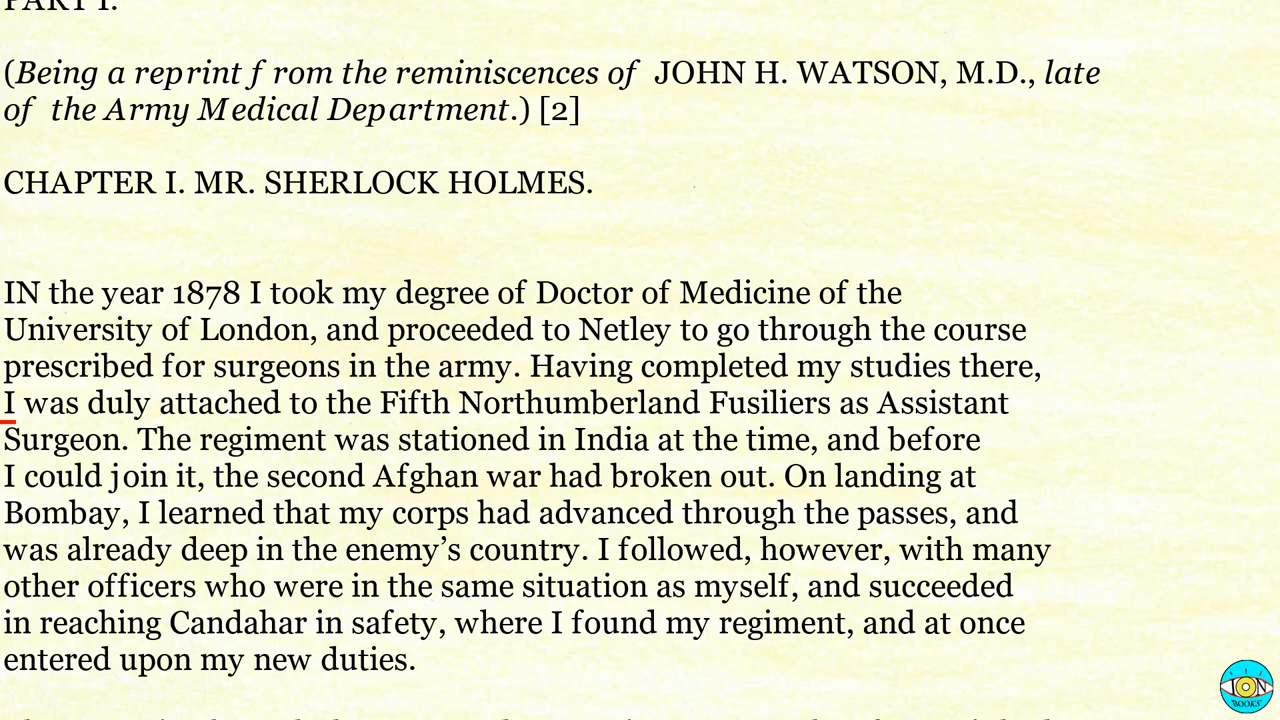 PART I.
(Being a reprint from the reminiscences of JOHN H. WATSON, M.D., late
of the Army Medical Department.) [2]
CHAPTER I. MR. SHERLOCK HOLMES.
IN the year 1878 I took my degree of Doctor of Medicine of the
University of London, and proceeded to Netley to go through the course
prescribed for surgeons in the army. Having completed my studies there,
I was duly attached to the Fifth Northumberland Fusiliers as Assistant
Surgeon. The regiment was stationed in India at the time, and before
I could join it, the second Afghan war had broken out. On landing at
Bombay, I learned that my corps had advanced through the passes, and
was already deep in the enemy’s country. I followed, however, with many
other officers who were in the same situation as myself, and succeeded
in reaching Candahar in safety, where I found my regiment, and at once
entered upon my new duties.
ION
BOOKS